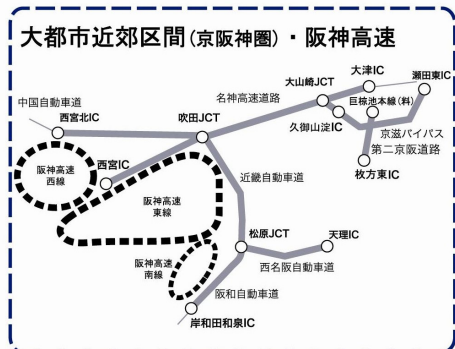 大都市近郊区間(京阪神圏)・阪神高速
大津IC
瀬田東IC
大山崎JCT
巨椋池本線(料)
中国自動車道
名神高速道路
西宮北IC
吹田JCT
久御山淀IC
京滋バイパス
第二京阪道路
枚方東IC
阪神高速
西線
西宮IC
近畿自動車道
阪神高速
東線
松原JCT
天理IC
阪神高速
南線
西名阪自動車道
阪和自動車道
岸和田和泉IC